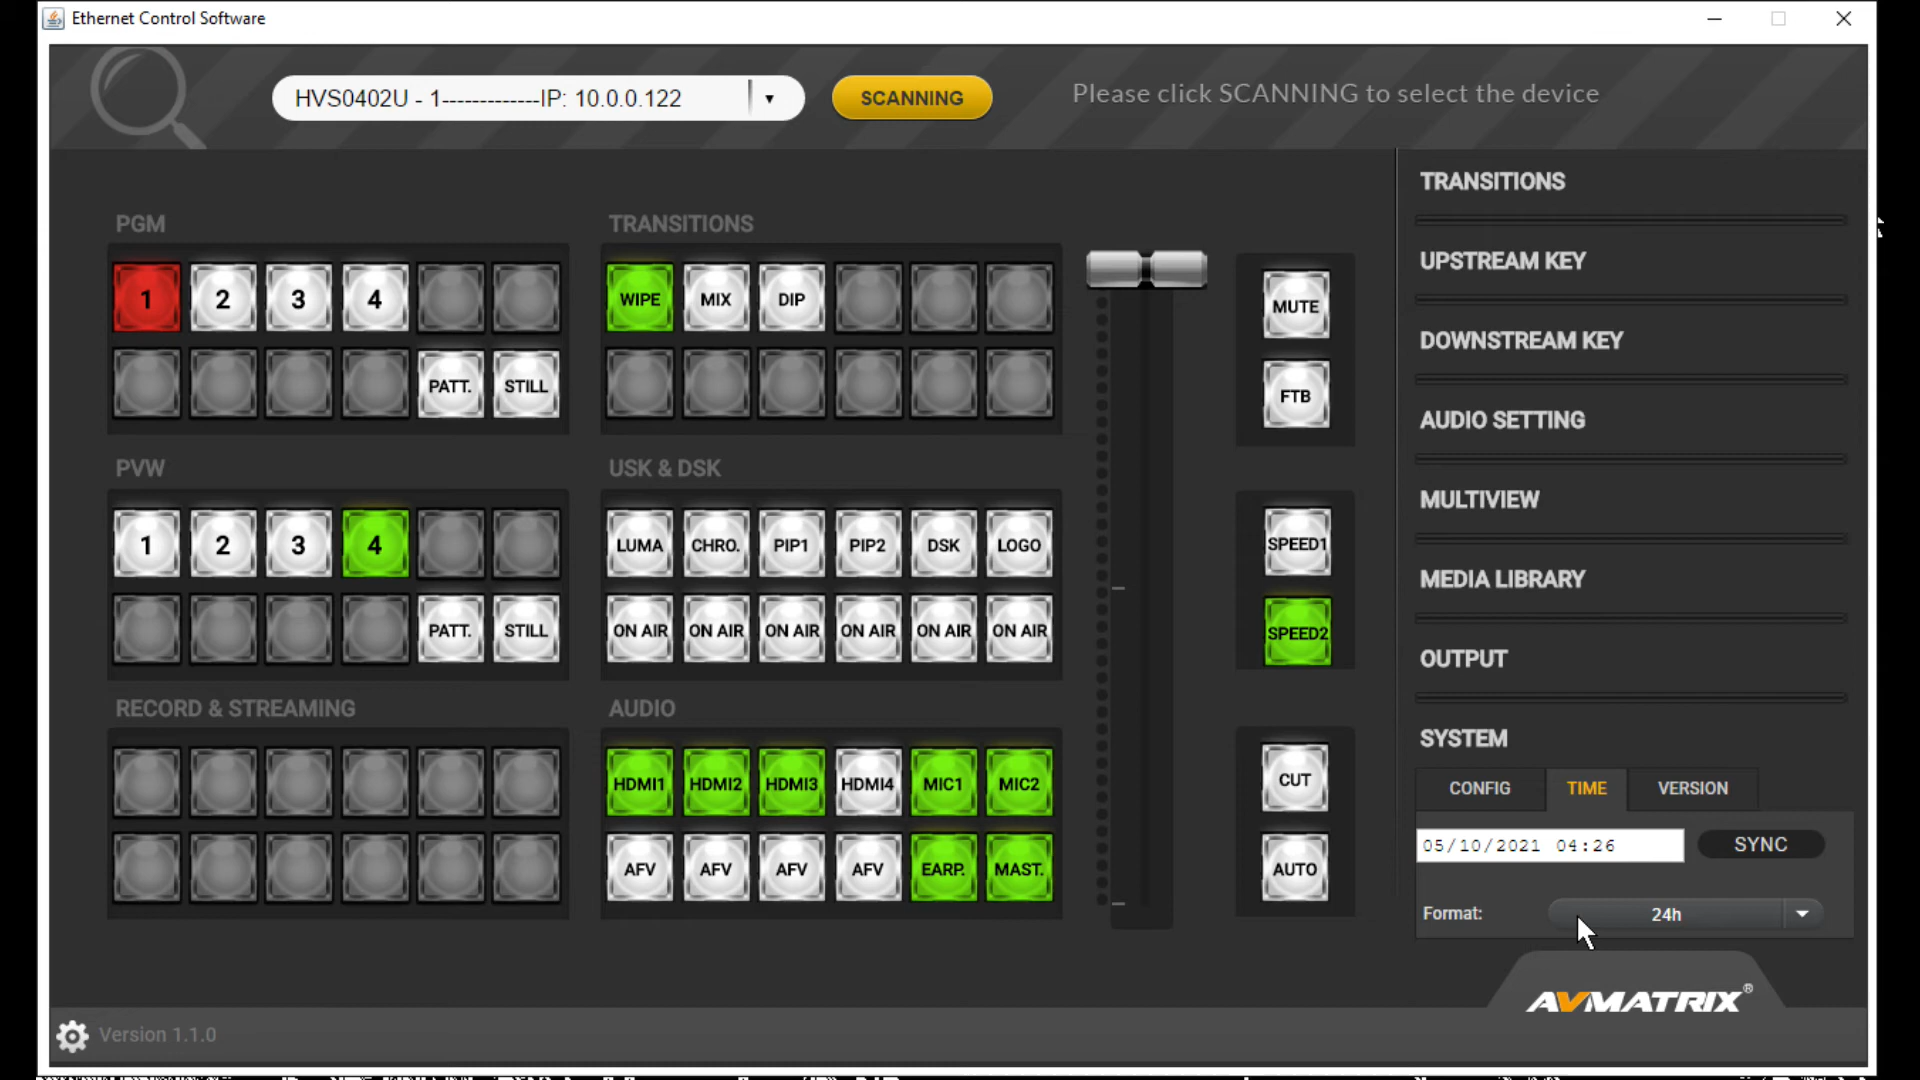 Ethernet Control Software
HVS0402U - 1-------------IP: 10.0.0.122
SCANNING
Please click SCANNING to select the device
PGM
1 2 3 4
PATT. STILL
PVW
1 2 3 4
PATT. STILL
RECORD & STREAMING
TRANSITIONS
WIPE MIX DIP
USK & DSK
LUMA CHRO. PIP1 PIP2 DSK LOGO
ON AIR ON AIR ON AIR ON AIR ON AIR ON AIR
AUDIO
HDMI1 HDMI2 HDMI3 HDMI4 MIC1 MIC2
AFV AFV AFV AFV EARP. MAST.
MUTE
FTB
SPEED1
SPEED2
CUT
AUTO
TRANSITIONS
UPSTREAM KEY
DOWNSTREAM KEY
AUDIO SETTING
MULTIVIEW
MEDIA LIBRARY
OUTPUT
SYSTEM
CONFIG TIME VERSION
05/10/2021 04:26 SYNC
Format: 24h
AVMATRIX®
Version 1.1.0